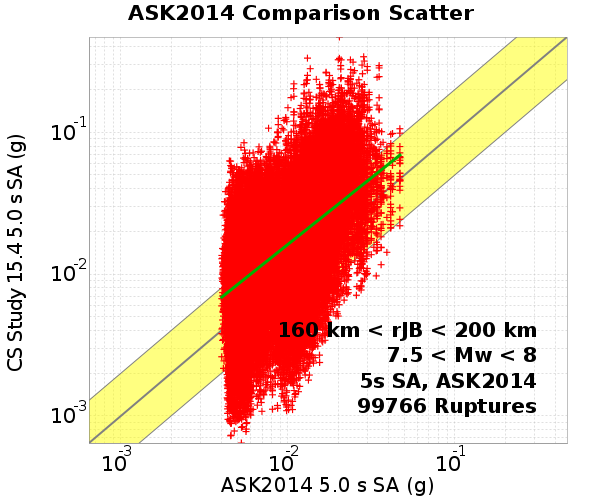 ASK2014 Comparison Scatter
CS Study 15.4 5.0 s SA (g)
10-1
10-2
10-3
160 km < rJB < 200 km
7.5 < Mw < 8
5s SA, ASK2014
99766 Ruptures
10-3 10-2 10-1
ASK2014 5.0 s SA (g)